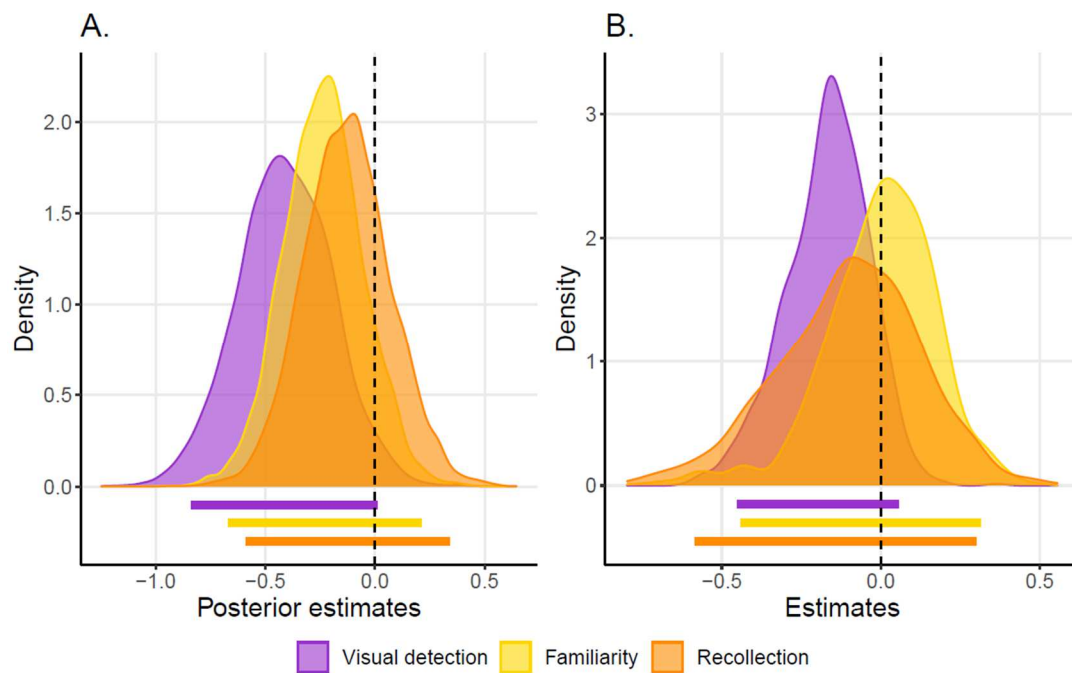 A.
B.
Density
2.0
1.5
1.0
0.5
0.0
−1.0
−0.5
0.0
0.5
Posterior estimates
Density
3
2
1
0
−0.5
0.0
0.5
Estimates
Visual detection
Familiarity
Recollection